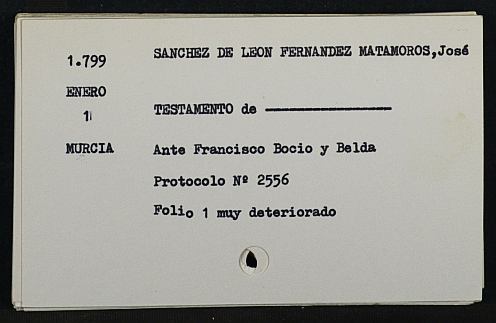 1.799
SANCHEZ DE LEON FERNANDEZ MATAMOROS, José
ENERO
1
TESTAMENTO de ——————
MURCIA
Ante Francisco Bocio y Belda
Protocolo Nº 2556
Folio 1 muy deteriorado